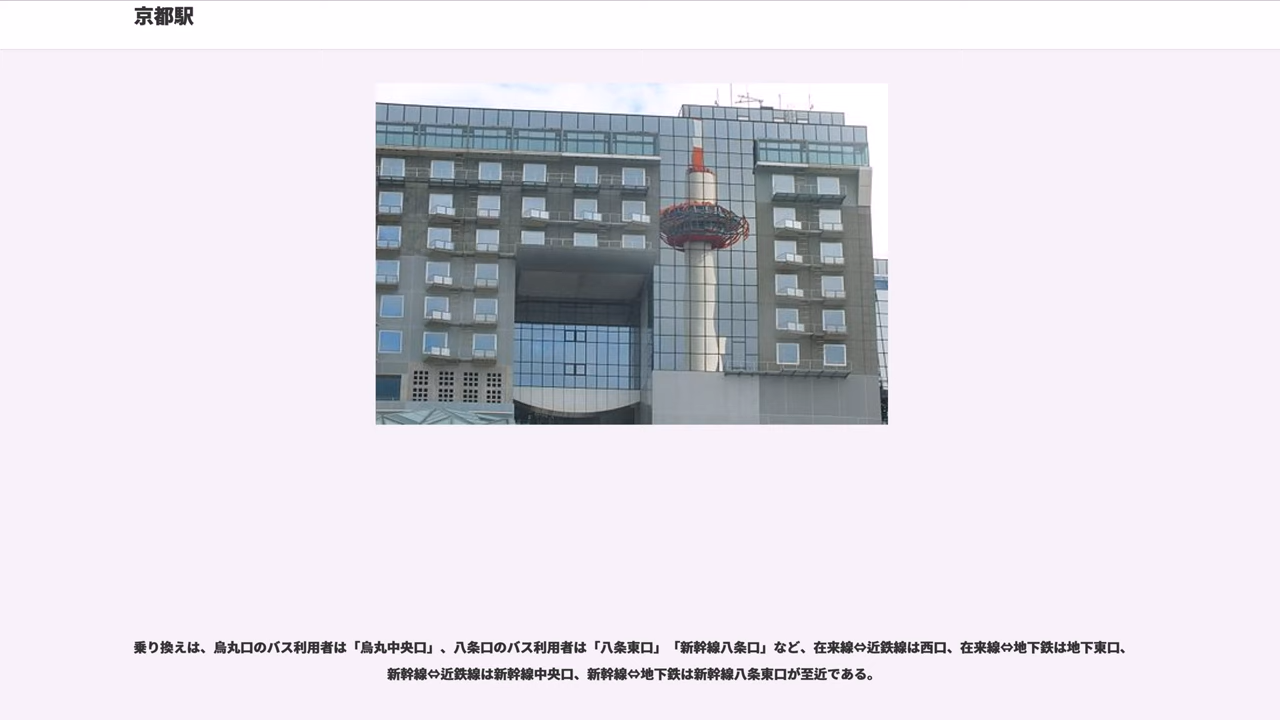 京都駅
乗り換えは、烏丸口のバス利用者は「烏丸中央口」、八条口のバス利用者は「八条東口」「新幹線八条口」など、在来線⇔近鉄線は西口、在来線⇔地下鉄は地下東口、
新幹線⇔近鉄線は新幹線中央口、新幹線⇔地下鉄は新幹線八条東口が至近である。